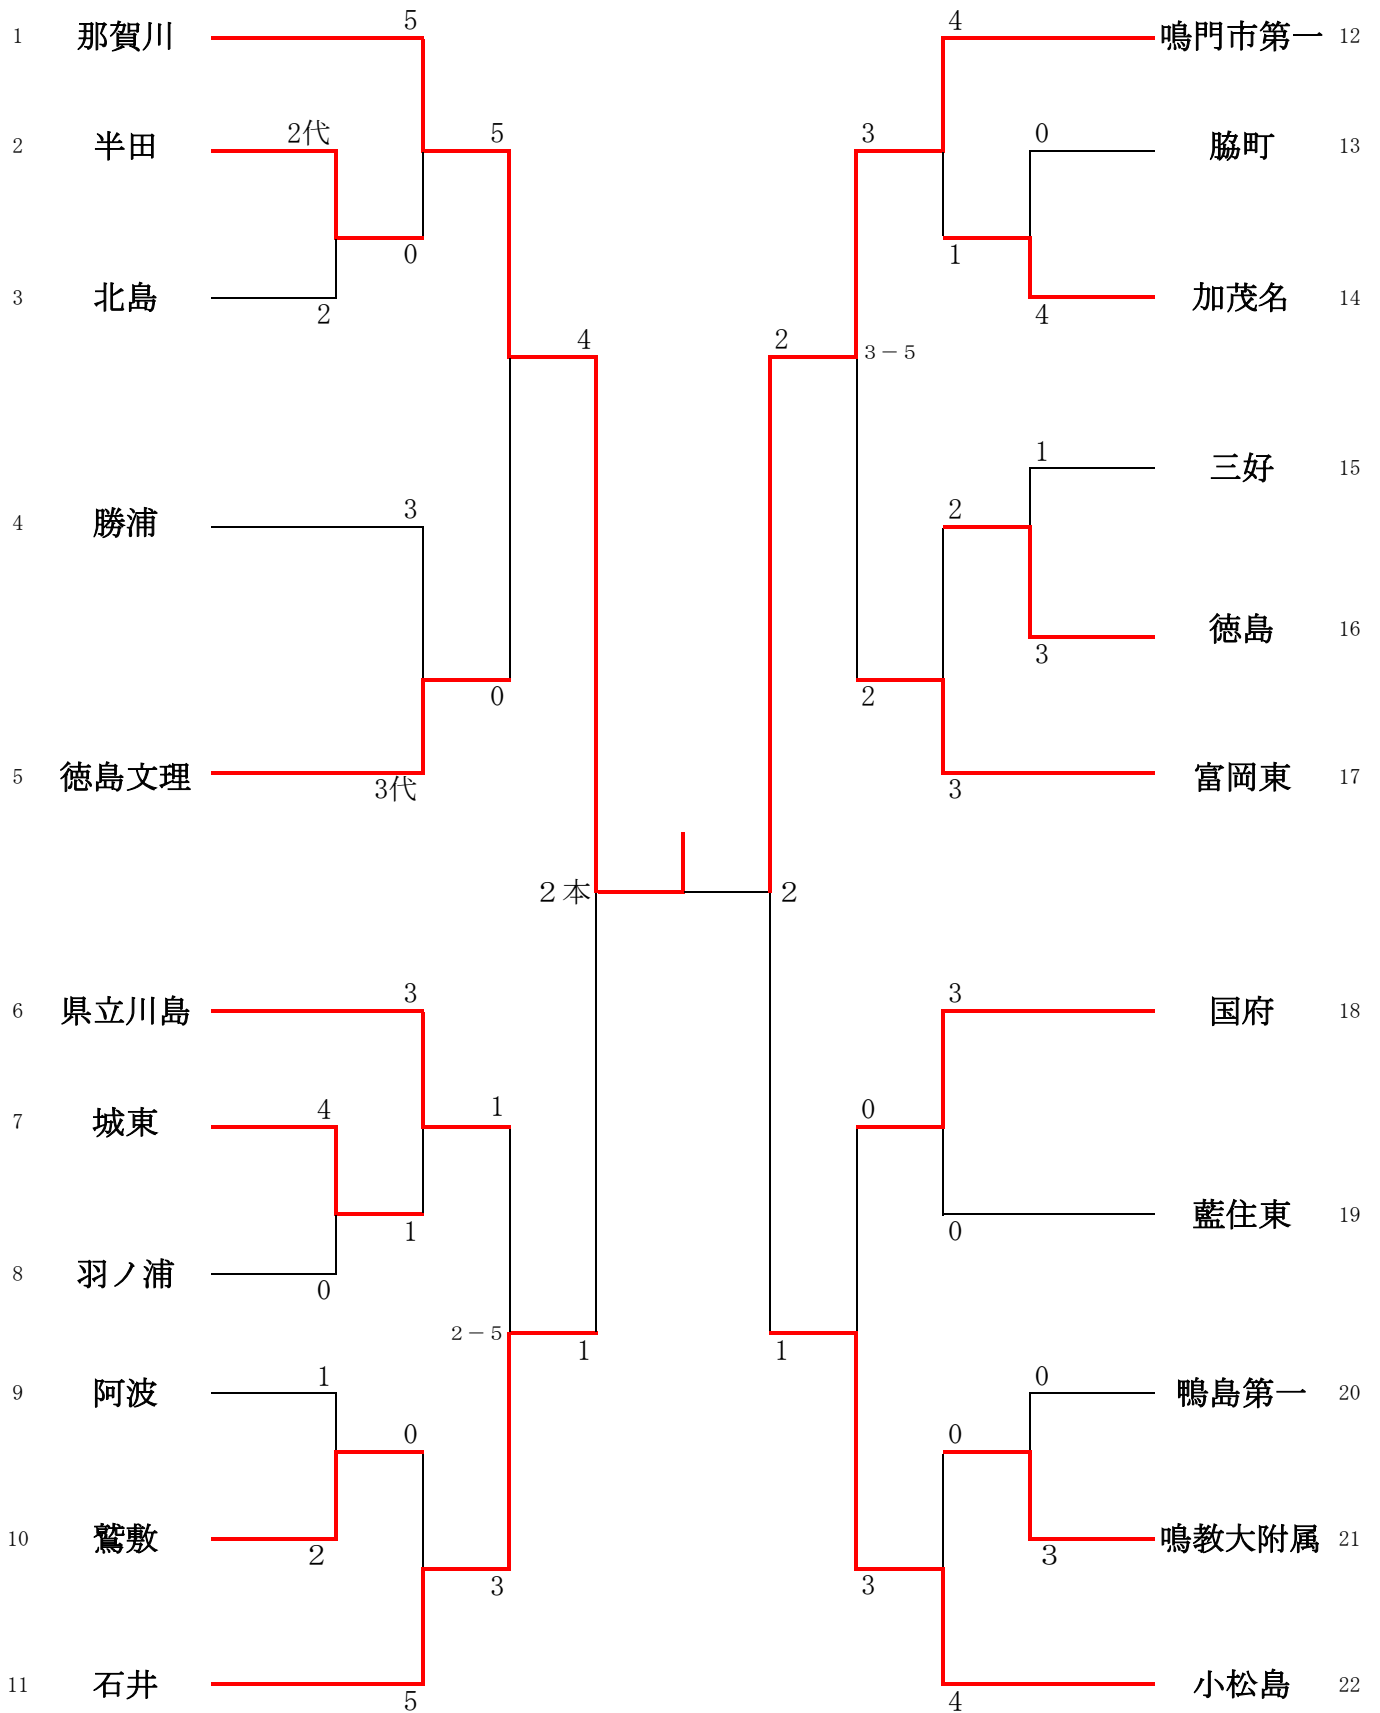 1 那賀川 5
2 半田 2代 5
0
3 北島 2
4
4 勝浦 3
0
5 徳島文理 3代
2本
6 県立川島 3
7 城東 4 1
1
8 羽ノ浦 0
2－5
1
9 阿波 1
0
10 鷲敷 2
3
11 石井 5
4 鳴門市第一 12
3 0 脇町 13
1
4 加茂名 14
2 3－5
1 三好 15
2
3 徳島 16
2
3 富岡東 17
2
3 国府 18
0
0 藍住東 19
1
0 鴨島第一 20
0
3 鳴教大附属 21
3
4 小松島 22